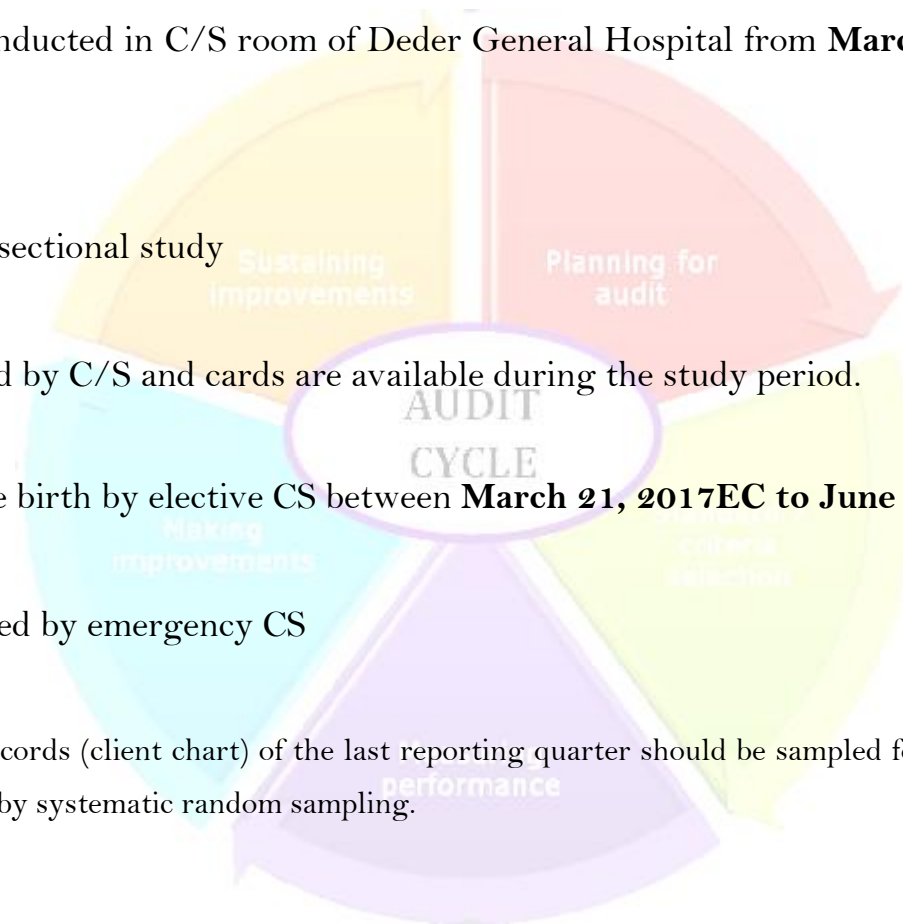 nducted in C/S room of Deder General Hospital from Marc
sectional study
Sustaining
improvements
Planning for
audit
d by C/S and cards are available during the study period.
AUDIT
CYCLE
e birth by elective CS between March 21, 2017EC to June
Making
improvements
criteria
selection
ed by emergency CS
cords (client chart) of the last reporting quarter should be sampled f
performance
by systematic random sampling.